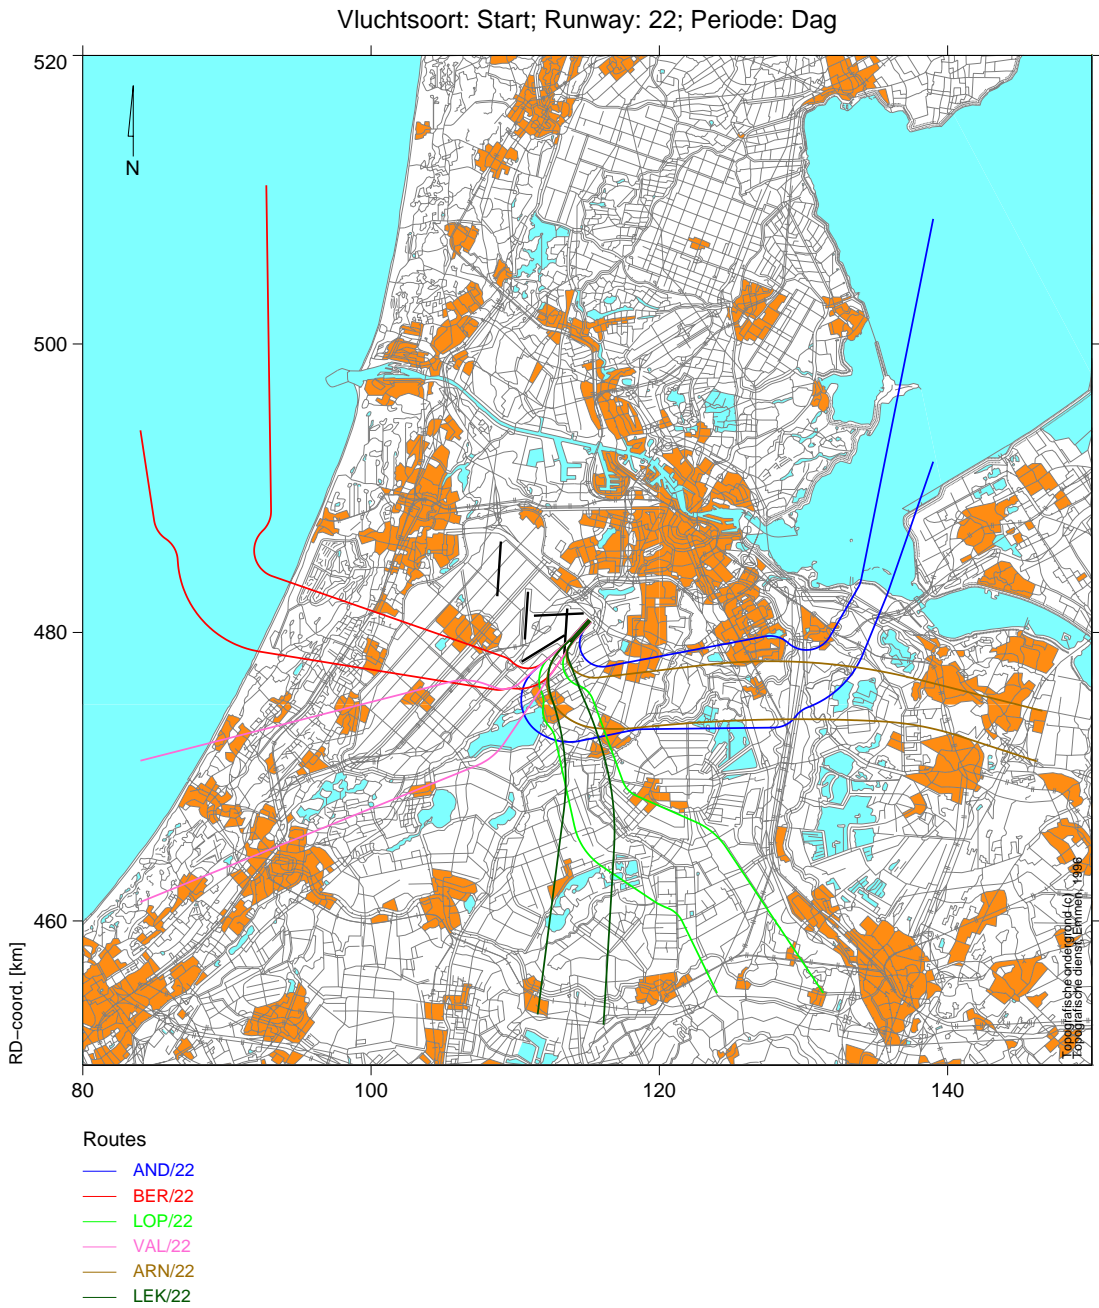 Vluchtsoort: Start; Runway: 22; Periode: Dag
520
N
500
480
460
RD-coord. [km]
80
100
120
140
Topografische ondergrond (c)
Topografische dienst, Emmen, 1996
Routes
AND/22
BER/22
LOP/22
VAL/22
ARN/22
LEK/22